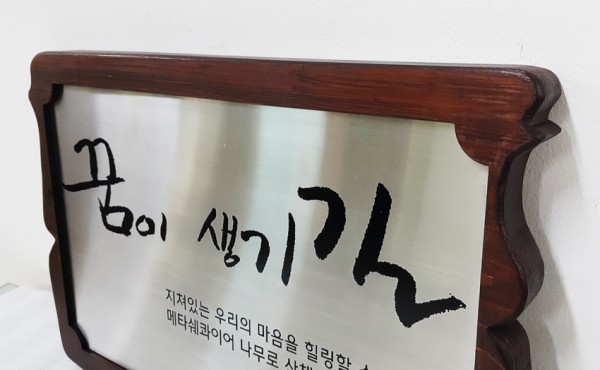 꿈이 생기길
지쳐있는 우리의 마음을 힐링할
메타쉐콰이어 나무로